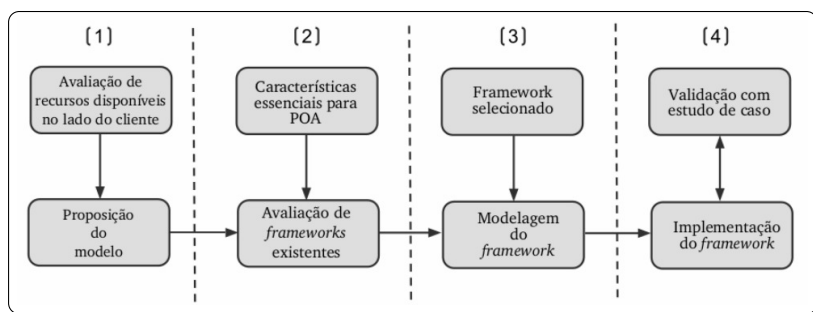 (1)
(2)
(3)
(4)
Avaliação de
recursos disponíveis
no lado do cliente
Características
essenciais para
POA
Framework
selecionado
Validação com
estudo de caso
Proposição
do
modelo
Avaliação de
frameworks
existentes
Modelagem
do
framework
Implementação
do framework